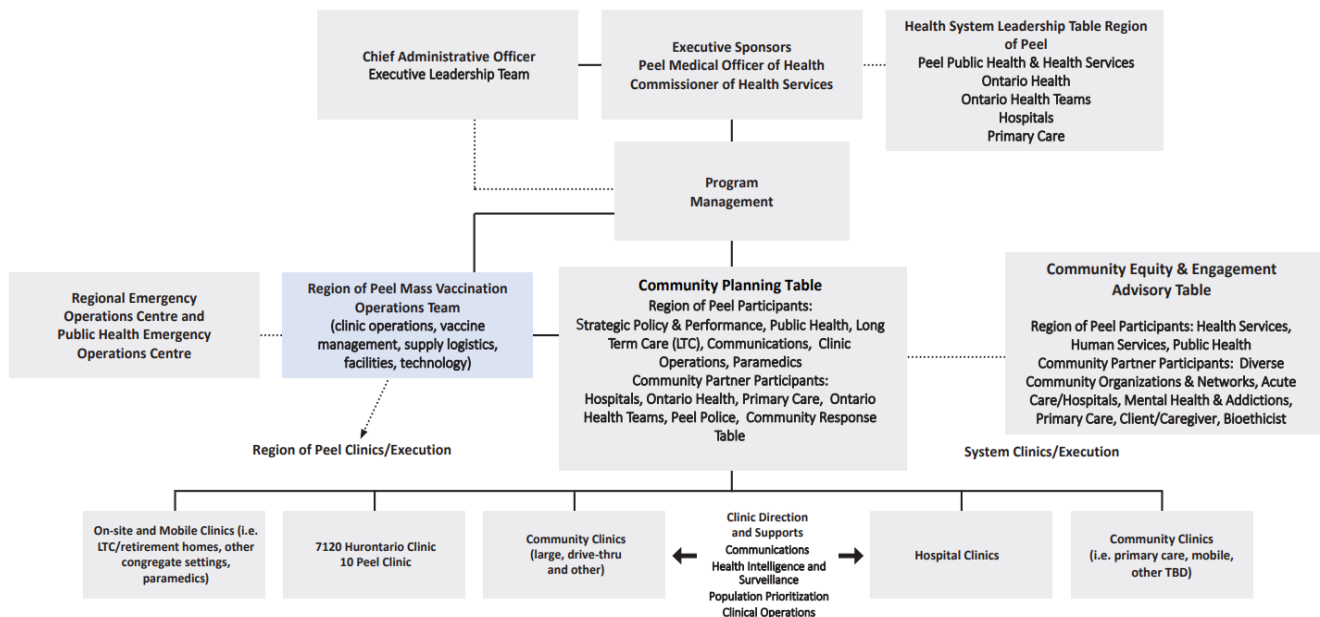 Chief Administrative Officer
Executive Leadership Team
Executive Sponsors
Peel Medical Officer of Health
Commissioner of Health Services
Health System Leadership Table Region
of Peel
Peel Public Health & Health Services
Ontario Health
Ontario Health Teams
Hospitals
Primary Care
Program
Management
Regional Emergency
Operations Centre and
Public Health Emergency
Operations Centre
Region of Peel Mass Vaccination
Operations Team
(clinic operations, vaccine
management, supply logistics,
facilities, technology)
Community Planning Table
Region of Peel Participants:
Strategic Policy & Performance, Public Health, Long
Term Care (LTC), Communications, Clinic
Operations, Paramedics
Community Partner Participants:
Hospitals, Ontario Health, Primary Care, Ontario
Health Teams, Peel Police, Community Response
Table
Community Equity & Engagement
Advisory Table
Region of Peel Participants: Health Services,
Human Services, Public Health
Community Partner Participants: Diverse
Community Organizations & Networks, Acute
Care/Hospitals, Mental Health & Addictions,
Primary Care, Client/Caregiver, Bioethicist
Region of Peel Clinics/Execution
System Clinics/Execution
On-site and Mobile Clinics (i.e.
LTC/retirement homes, other
congregate settings,
paramedics)
7120 Hurontario Clinic
10 Peel Clinic
Community Clinics
(large, drive-thru
and other)
Clinic Direction
and Supports
Communications
Health Intelligence and
Surveillance
Population Prioritization
Clinical Operations
Hospital Clinics
Community Clinics
(i.e. primary care, mobile,
other TBD)